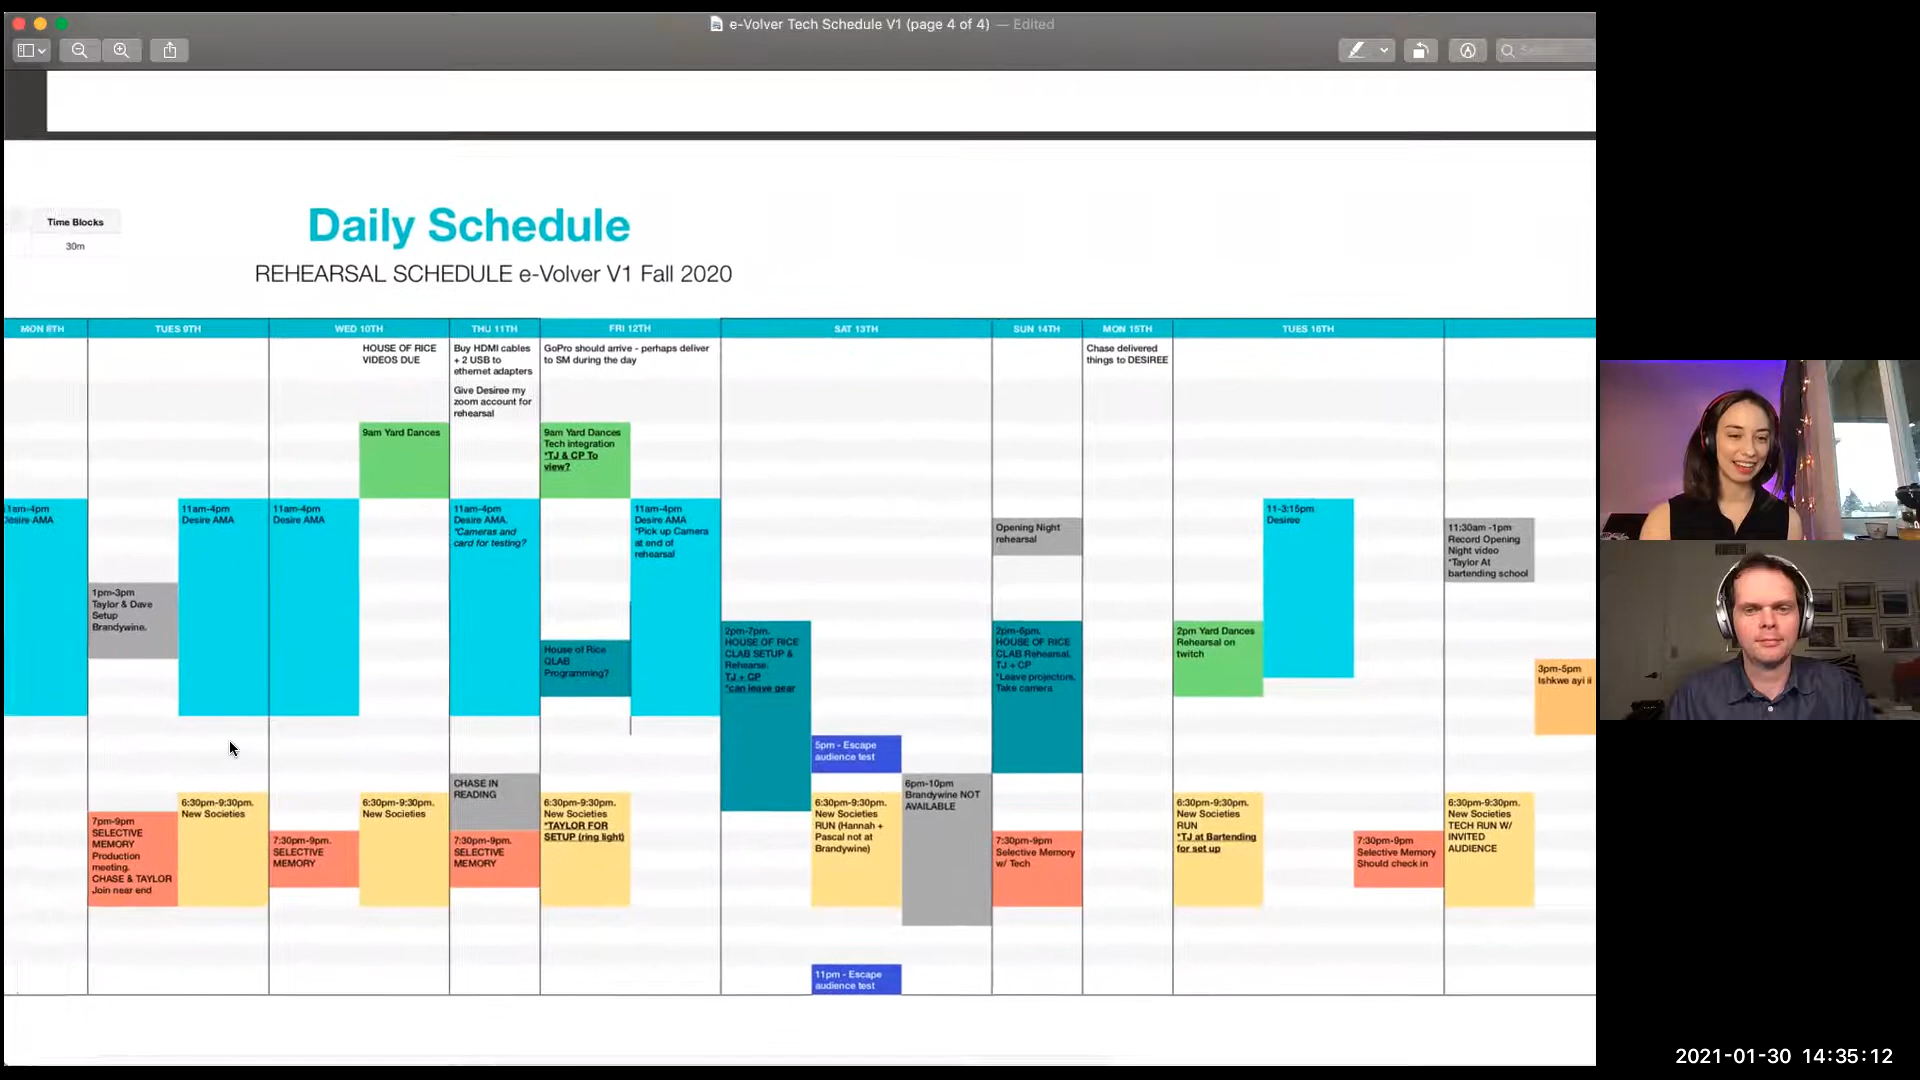 e-Volver Tech Schedule V1 (page 4 of 4) — Edited
Time Blocks
30m
Daily Schedule
REHEARSAL SCHEDULE e-Volver V1 Fall 2020
MON 8TH
TUES 9TH
WED 10TH
THU 11TH
FRI 12TH
SAT 13TH
SUN 14TH
MON 15TH
TUES 16TH
HOUSE OF RICE
VIDEOS DUE
Buy HDMI cables
+ 2 USB to
ethernet adapters
Give Desiree my
zoom account for
rehearsal
GoPro should arrive - perhaps deliver
to SM during the day
Chase delivered
things to DESIREE
9am Yard Dances
9am Yard Dances
Tech integration
*TJ & CP To
view?
11am-4pm
Desire AMA
11am-4pm
Desire AMA
11am-4pm
Desire AMA
11am-4pm
Desire AMA.
*Cameras and
card for testing?
11am-4pm
Desire AMA
*Pick up Camera
at end of
rehearsal
Opening Night
rehearsal
11-3:15pm
Desiree
11:30am -1pm
Record Opening
Night video
*Taylor At
bartending school
1pm-3pm
Taylor & Dave
Setup
Brandywine.
House of Rice
QLAB
Programming?
2pm-7pm.
HOUSE OF RICE
CLAB SETUP &
Rehearse.
TJ + CP
*can leave gear
2pm-6pm.
HOUSE OF RICE
CLAB Rehearsal.
TJ + CP
*Leave projectors.
Take camera
2pm Yard Dances
Rehearsal on
twitch
3pm-5pm
Ishkwe ayi ii
5pm - Escape
audience test
CHASE IN
READING
6pm-10pm
Brandywine NOT
AVAILABLE
7pm-9pm
SELECTIVE
MEMORY
Production
meeting.
CHASE & TAYLOR
Join near end
6:30pm-9:30pm.
New Societies
7:30pm-9pm.
SELECTIVE
MEMORY
6:30pm-9:30pm.
New Societies
7:30pm-9pm.
SELECTIVE
MEMORY
6:30pm-9:30pm.
New Societies
*TAYLOR FOR
SETUP (ring light)
6:30pm-9:30pm.
New Societies
RUN (Hannah +
Pascal not at
Brandywine)
7:30pm-9pm
Selective Memory
w/ Tech
6:30pm-9:30pm.
New Societies
RUN
*TJ at Bartending
for set up
7:30pm-9pm
Selective Memory
Should check in
6:30pm-9:30pm.
New Societies
TECH RUN W/
INVITED
AUDIENCE
11pm - Escape
audience test
2021-01-30 14:35:12